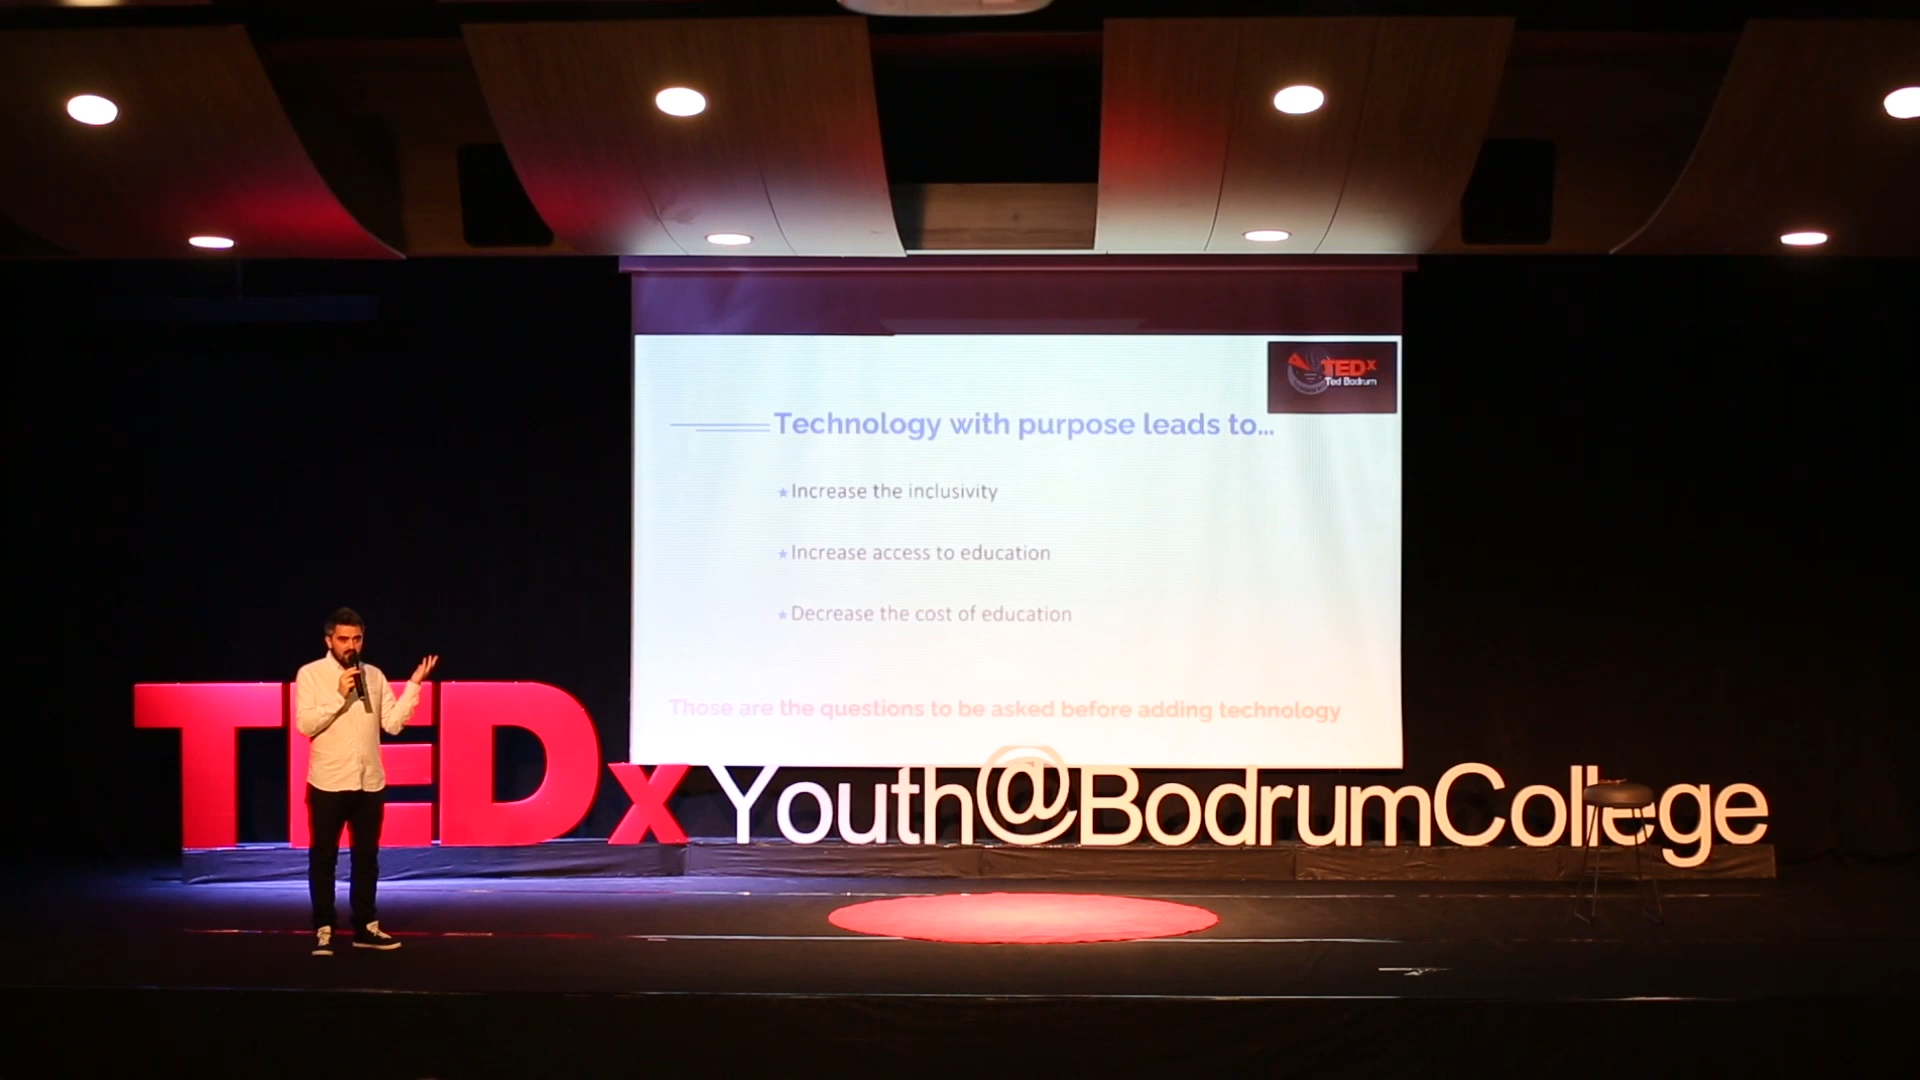 TEDx
Ted Bodrum
Technology with purpose leads to...
Increase the inclusivity
Increase access to education
Decrease the cost of education
Those are the questions to be asked before adding technology
TEDxYouth@BodrumCollege